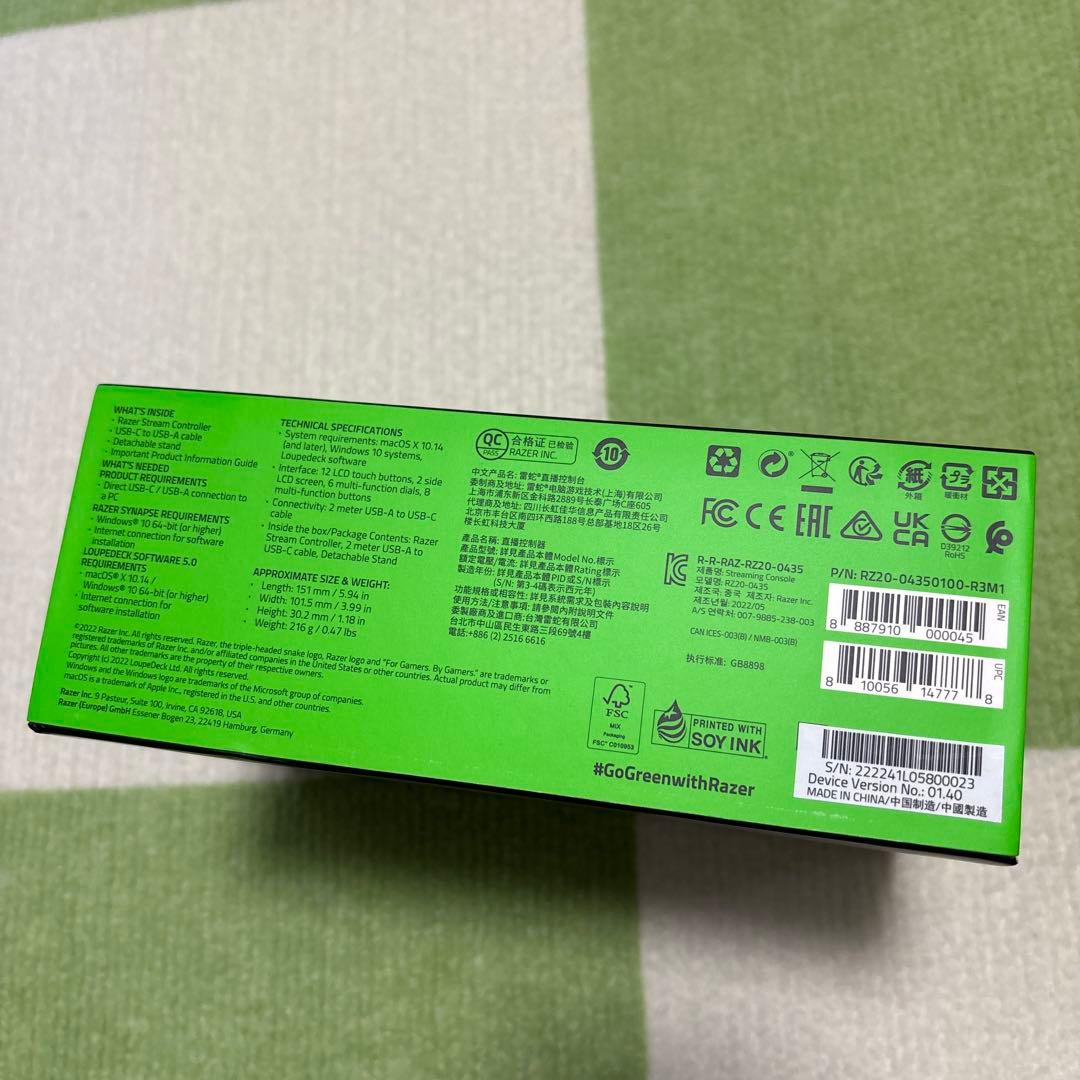 WHAT'S INSIDE
· Razer Stream Controller
· USB-C to USB-A cable
· Detachable stand
· Important Product Information Guide
WHAT'S NEEDED
PRODUCT REQUIREMENTS
· Direct USB-C / USB-A connection to
a PC
RAZER SYNAPSE REQUIREMENTS
· Windows® 10 64-bit (or higher)
· Internet connection for software
installation
LOUPEDECK SOFTWARE 5.0
REQUIREMENTS
· macOS® X 10.14 /
Windows® 10 64-bit (or higher)
· Internet connection for
software installation
TECHNICAL SPECIFICATIONS
· System requirements: macOS X 10.14
(and later), Windows 10 systems,
Loupedeck software
· Interface: 12 LCD touch buttons, 2 side
LCD screen, 6 multi-function dials, 8
multi-function buttons
· Connectivity: 2 meter USB-A to USB-C
cable
· Inside the box/Package Contents: Razer
Stream Controller, 2 meter USB-A to
USB-C cable, Detachable Stand
APPROXIMATE SIZE & WEIGHT:
· Length: 151 mm / 5.94 in
· Width: 101.5 mm / 3.99 in
· Height: 30.2 mm / 1.18 in
· Weight: 216 g / 0.47 lbs
©2022 Razer Inc. All rights reserved. Razer, the triple-headed snake logo, Razer logo and "For Gamers. By Gamers." are trademarks or
registered trademarks of Razer Inc. and/or affiliated companies in the United States or other countries. Actual product may differ from
pictures. All other trademarks are the property of their respective owners.
Copyright (c) 2022 LoupeDeck Ltd. All rights reserved.
Windows and the Windows logo are trademarks of the Microsoft group of companies.
macOS is a trademark of Apple Inc., registered in the U.S. and other countries.
Razer Inc. 9 Pasteur, Suite 100, Irvine, CA 92618, USA
Razer (Europe) GmbH Essener Bogen 23, 22419 Hamburg, Germany
QC PASS 合格证 已检验
RAZER INC.
10
中文产品名: 雷蛇®直播控制台
委制商及地址: 雷蛇®电脑游戏技术(上海)有限公司
上海市浦东新区金科路2889号长泰广场C座605
代理商及地址: 四川长虹佳华信息产品有限责任公司
北京市丰台区南四环西路188号总部基地18区26号
楼长虹科技大厦
產品名稱: 直播控制器
產品型號: 詳見產品本體Model No.標示
額定電壓/電流: 詳見產品本體Rating標示
製造年份: 詳見產品本體PID或S/N標示
(S/N: 第3-4碼表示西元年)
功能規格或相容性: 詳見系統需求及包裝內容說明
使用方法/注意事項: 請參閱內附說明文件
委製廠商及進口商: 台灣雷蛇有限公司
台北市中山區民生東路三段69號4樓
電話:+886 (2) 2516 6616
FSC
MIX
Packaging
FSC® C010953
PRINTED WITH
SOY INK
#GoGreenwithRazer
紙
外箱
プラ
緩衝材
FC CE EAC
UK
CA
D39212
RoHS
R-R-RAZ-RZ20-0435
제품명: Streaming Console
모델명: RZ20-0435
제조국: 중국 제조자: Razer Inc.
제조년월: 2022/05
A/S 연락처: 007-9885-238-003
CAN ICES-003(B) / NMB-003(B)
执行标准: GB8898
P/N: RZ20-04350100-R3M1
8 887910 000045
EAN
8 10056 14777 8
UPC
S/N: 222241L05800023
Device Version No.: 01.40
MADE IN CHINA/中国制造/中國製造